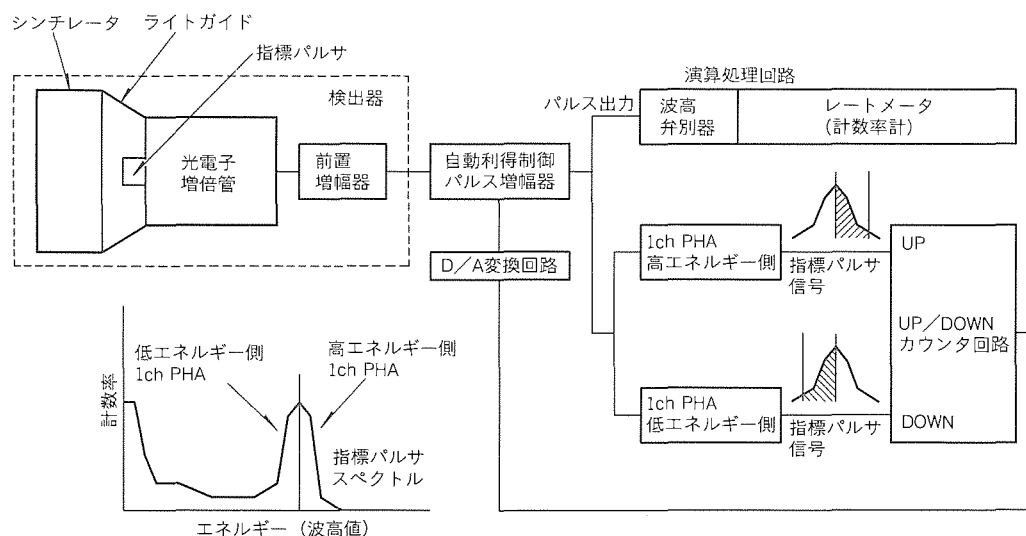 シンチレータ
ライトガイド
指標パルサ
検出器
光電子
増倍管
前置
増幅器
自動利得制御
パルス増幅器
D/A変換回路
パルス出力
演算処理回路
波高
弁別器
レートメータ
(計数率計)
1ch PHA
高エネルギー側
指標パルサ
信号
UP
UP/DOWN
カウンタ回路
1ch PHA
低エネルギー側
指標パルサ
信号
DOWN
計数率
低エネルギー側
1ch PHA
高エネルギー側
1ch PHA
指標パルサ
スペクトル
エネルギー(波高値)